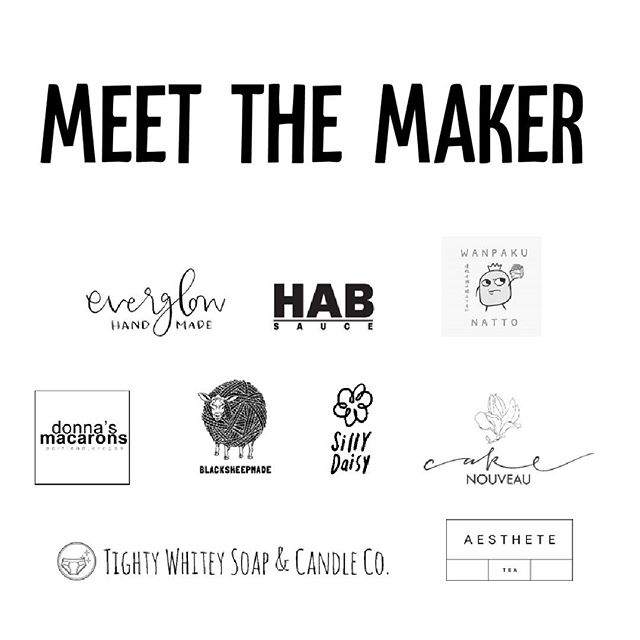 MEET THE MAKER
everglow
HAND MADE
HAB
SAUCE
WANPAKU
NATTO
donna's
macarons
portland, oregon
BLACKSHEEPMADE
Silly
Daisy
cake
NOUVEAU
TIGHTY WHITEY SOAP & CANDLE CO.
AESTHETE
TEA